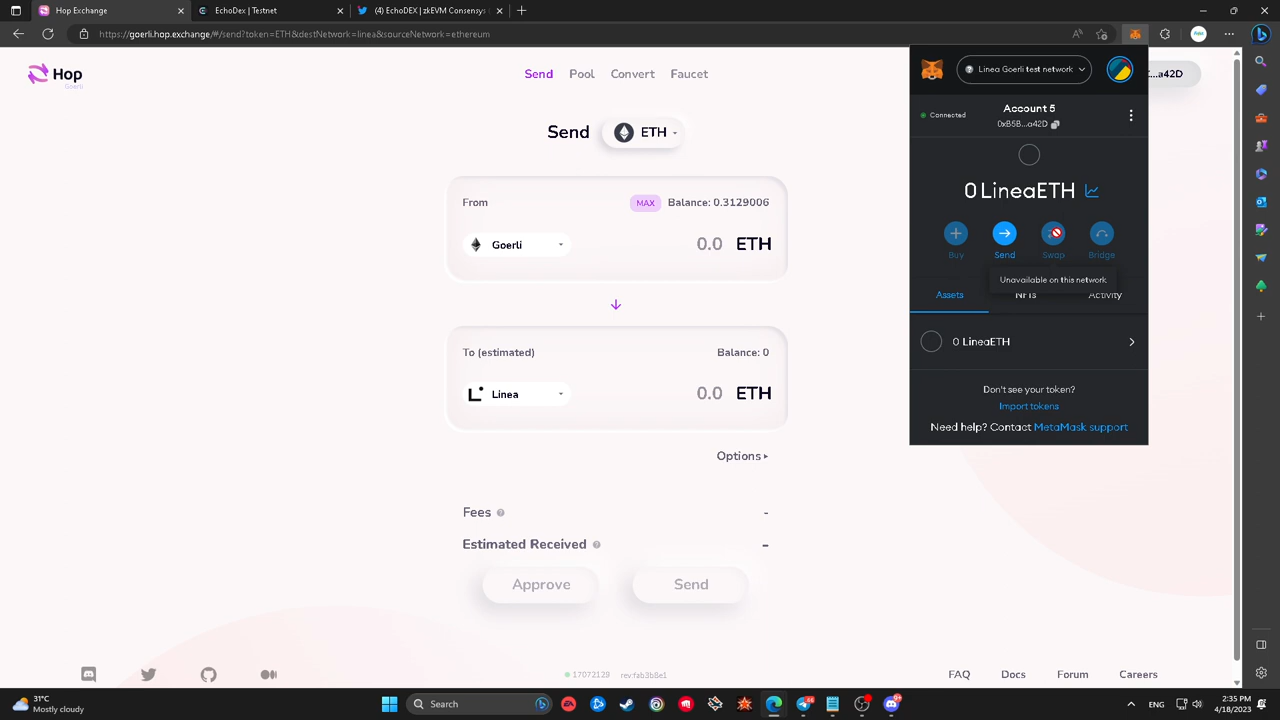 Hop Exchange
EchoDex | Testnet
(4) EchoDEX | zkEVM Consensys
https://goerli.hop.exchange/#/send?token=ETH&destNetwork=linea&sourceNetwork=ethereum
Hop
Goerli
Send
Pool
Convert
Faucet
...a42D
Send
ETH
From
MAX
Balance: 0.3129006
Goerli
0.0
ETH
To (estimated)
Balance: 0
Linea
0.0
ETH
Options
Fees
-
Estimated Received
-
Approve
Send
17072129
rev:fab3b8e1
FAQ
Docs
Forum
Careers
Linea Goerli test network
Connected
Account 5
0xB5B...a42D
0 LineaETH
Buy
Send
Swap
Bridge
Unavailable on this network
Assets
NFTs
Activity
0 LineaETH
Don't see your token?
Import tokens
Need help? Contact MetaMask support
31°C
Mostly cloudy
Search
ENG
2:35 PM
4/18/2023